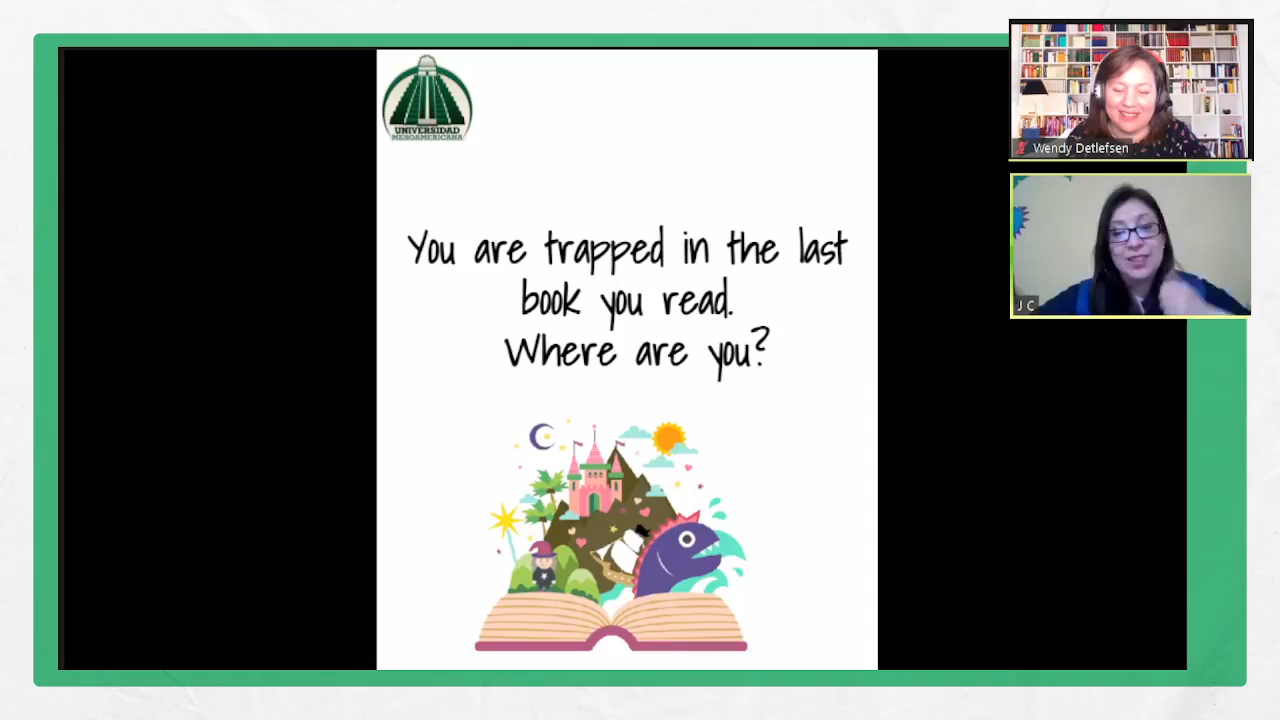 UNIVERSIDAD
MESOAMERICANA
You are trapped in the last
book you read.
Where are you?
Wendy Detlefsen
J C